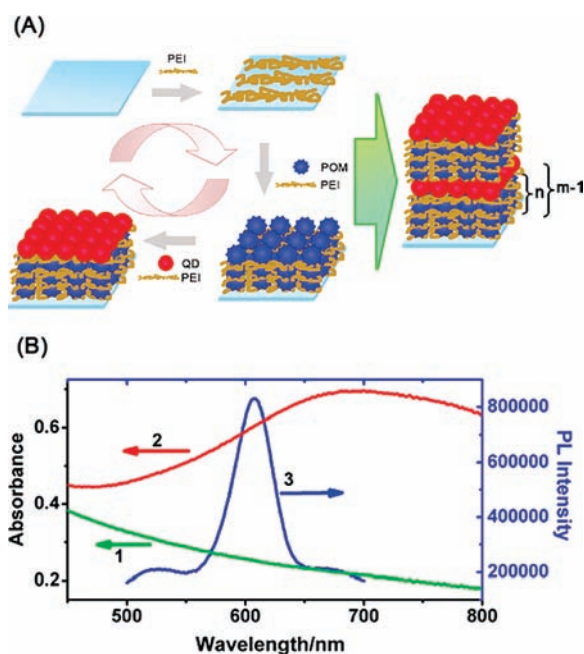 (A)
PEI
POM
PEI
QD
PEI
n
m-1
(B)
Absorbance
0.6
0.4
0.2
2
1
3
800000
600000
400000
200000
PL Intensity
500
600
700
800
Wavelength/nm